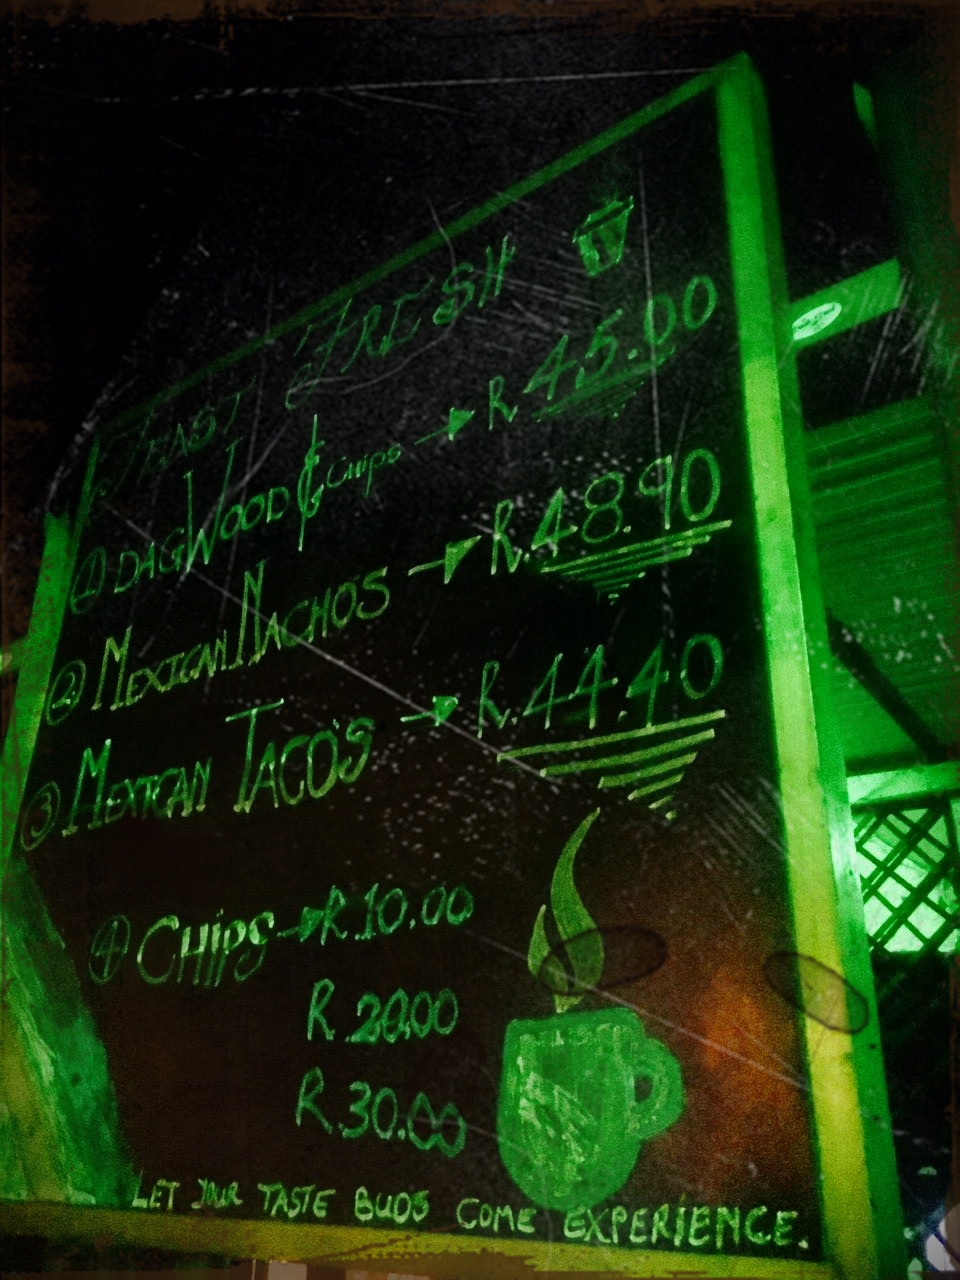 FEAST FRESH
① DAGWOOD & Chips → R 45.00
② MEXICAN NACHOS → R.48.90
③ MEXICAN TACO'S → R.44.40
④ CHIPS → R.10.00
R.20.00
R.30.00
LET YOUR TASTE BUDS COME EXPERIENCE.